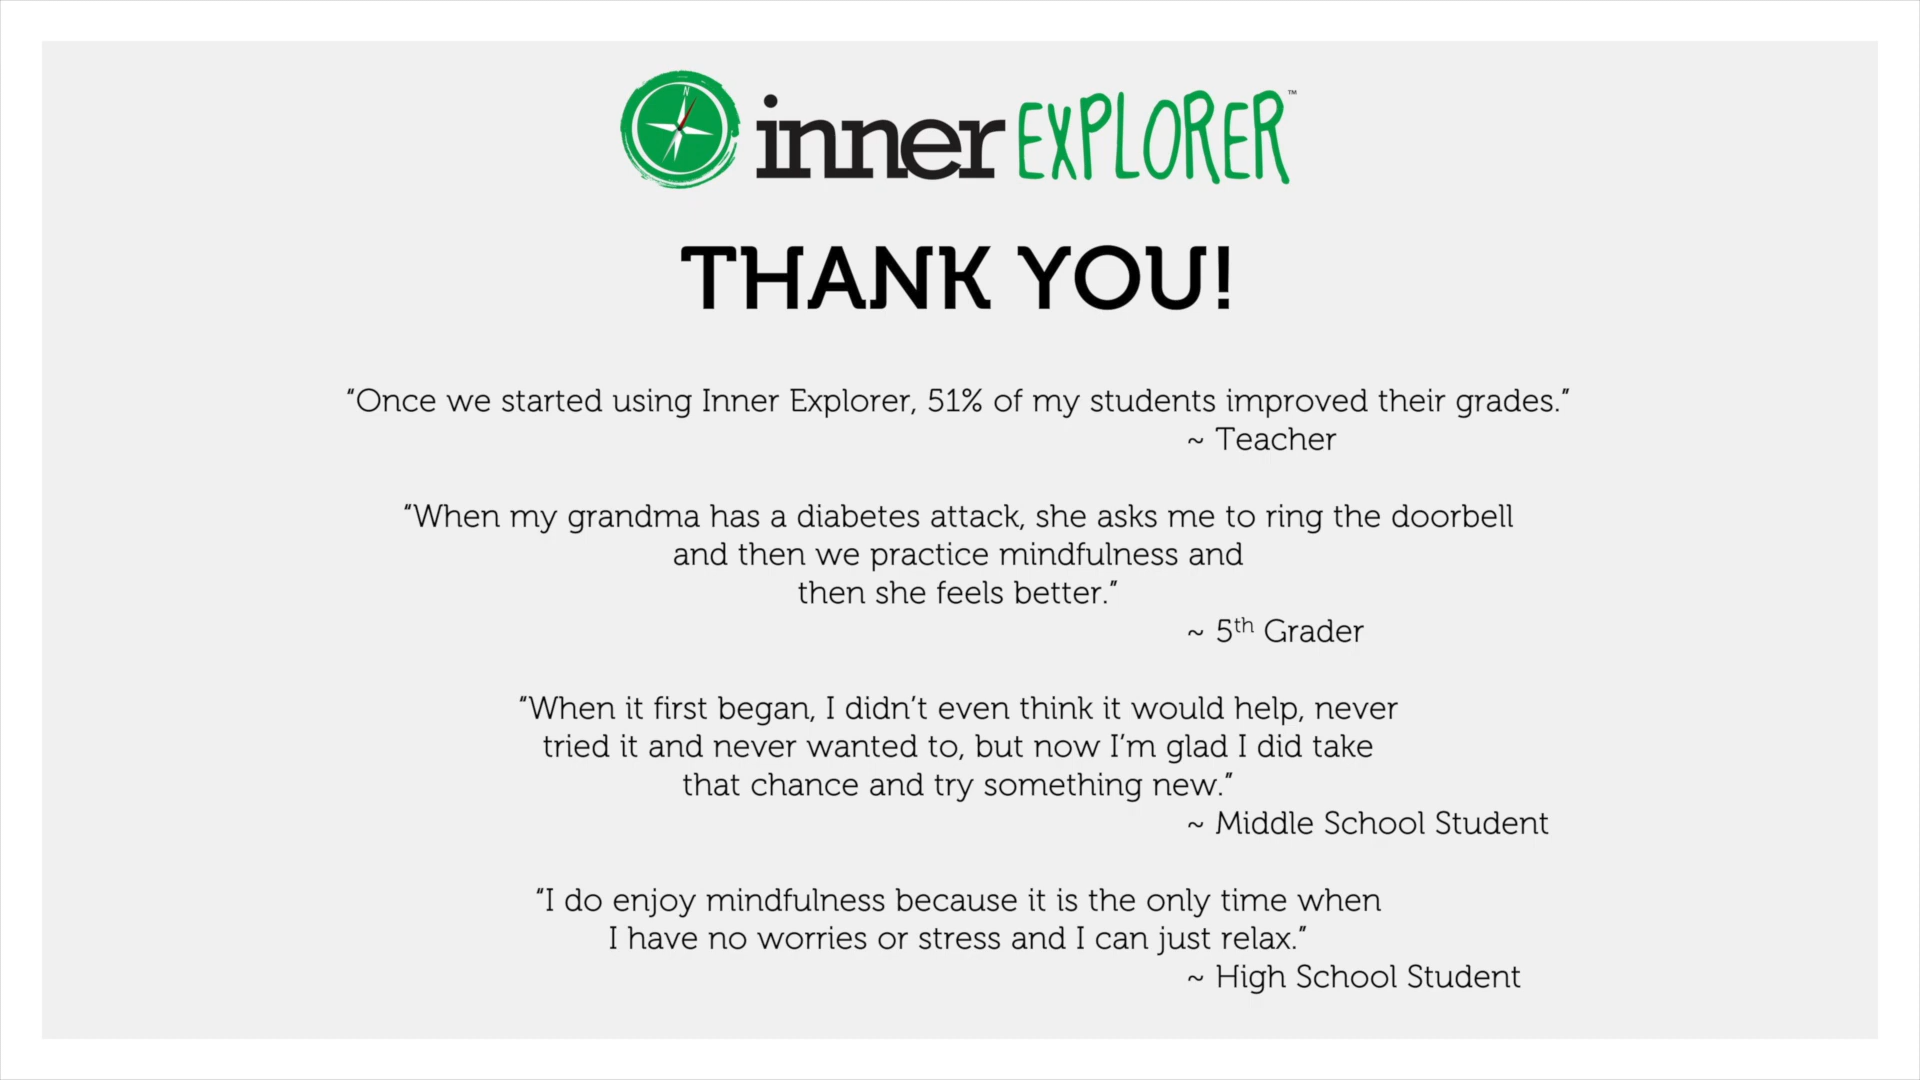 N
inner EXPLORER™
THANK YOU!
“Once we started using Inner Explorer, 51% of my students improved their grades.”
~ Teacher
“When my grandma has a diabetes attack, she asks me to ring the doorbell
and then we practice mindfulness and
then she feels better.”
~ 5th Grader
“When it first began, I didn’t even think it would help, never
tried it and never wanted to, but now I’m glad I did take
that chance and try something new.”
~ Middle School Student
“I do enjoy mindfulness because it is the only time when
I have no worries or stress and I can just relax.”
~ High School Student